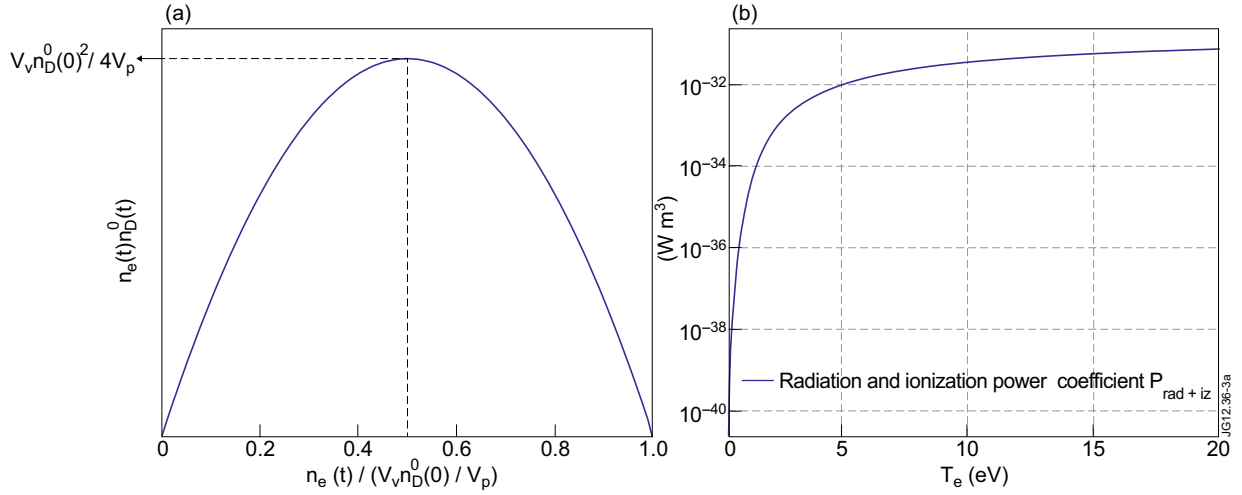 (a)
V_v n_D^0(0)^2 / 4V_p
n_e(t)n_D^0(t)
0 0.2 0.4 0.6 0.8 1.0
n_e (t) / (V_v n_D^0(0) / V_p)
(b)
10^−32
10^−34
10^−36
10^−38
10^−40
(W m^3)
Radiation and ionization power coefficient P_rad + iz
0 5 10 15 20
T_e (eV)
JG12.36-3a